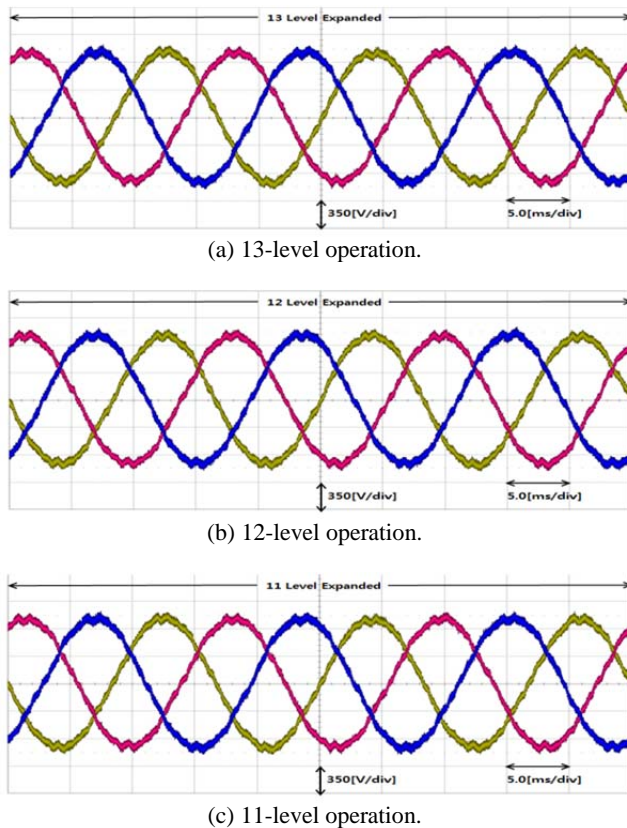 13 Level Expanded
350[V/div]
5.0[ms/div]
(a) 13-level operation.
12 Level Expanded
350[V/div]
5.0[ms/div]
(b) 12-level operation.
11 Level Expanded
350[V/div]
5.0[ms/div]
(c) 11-level operation.